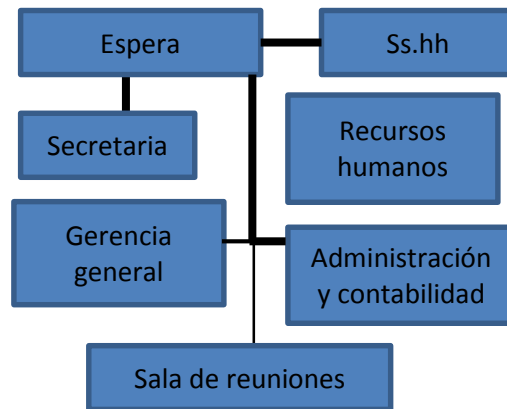 Espera
Ss.hh
Secretaria
Recursos
humanos
Gerencia
general
Administración
y contabilidad
Sala de reuniones